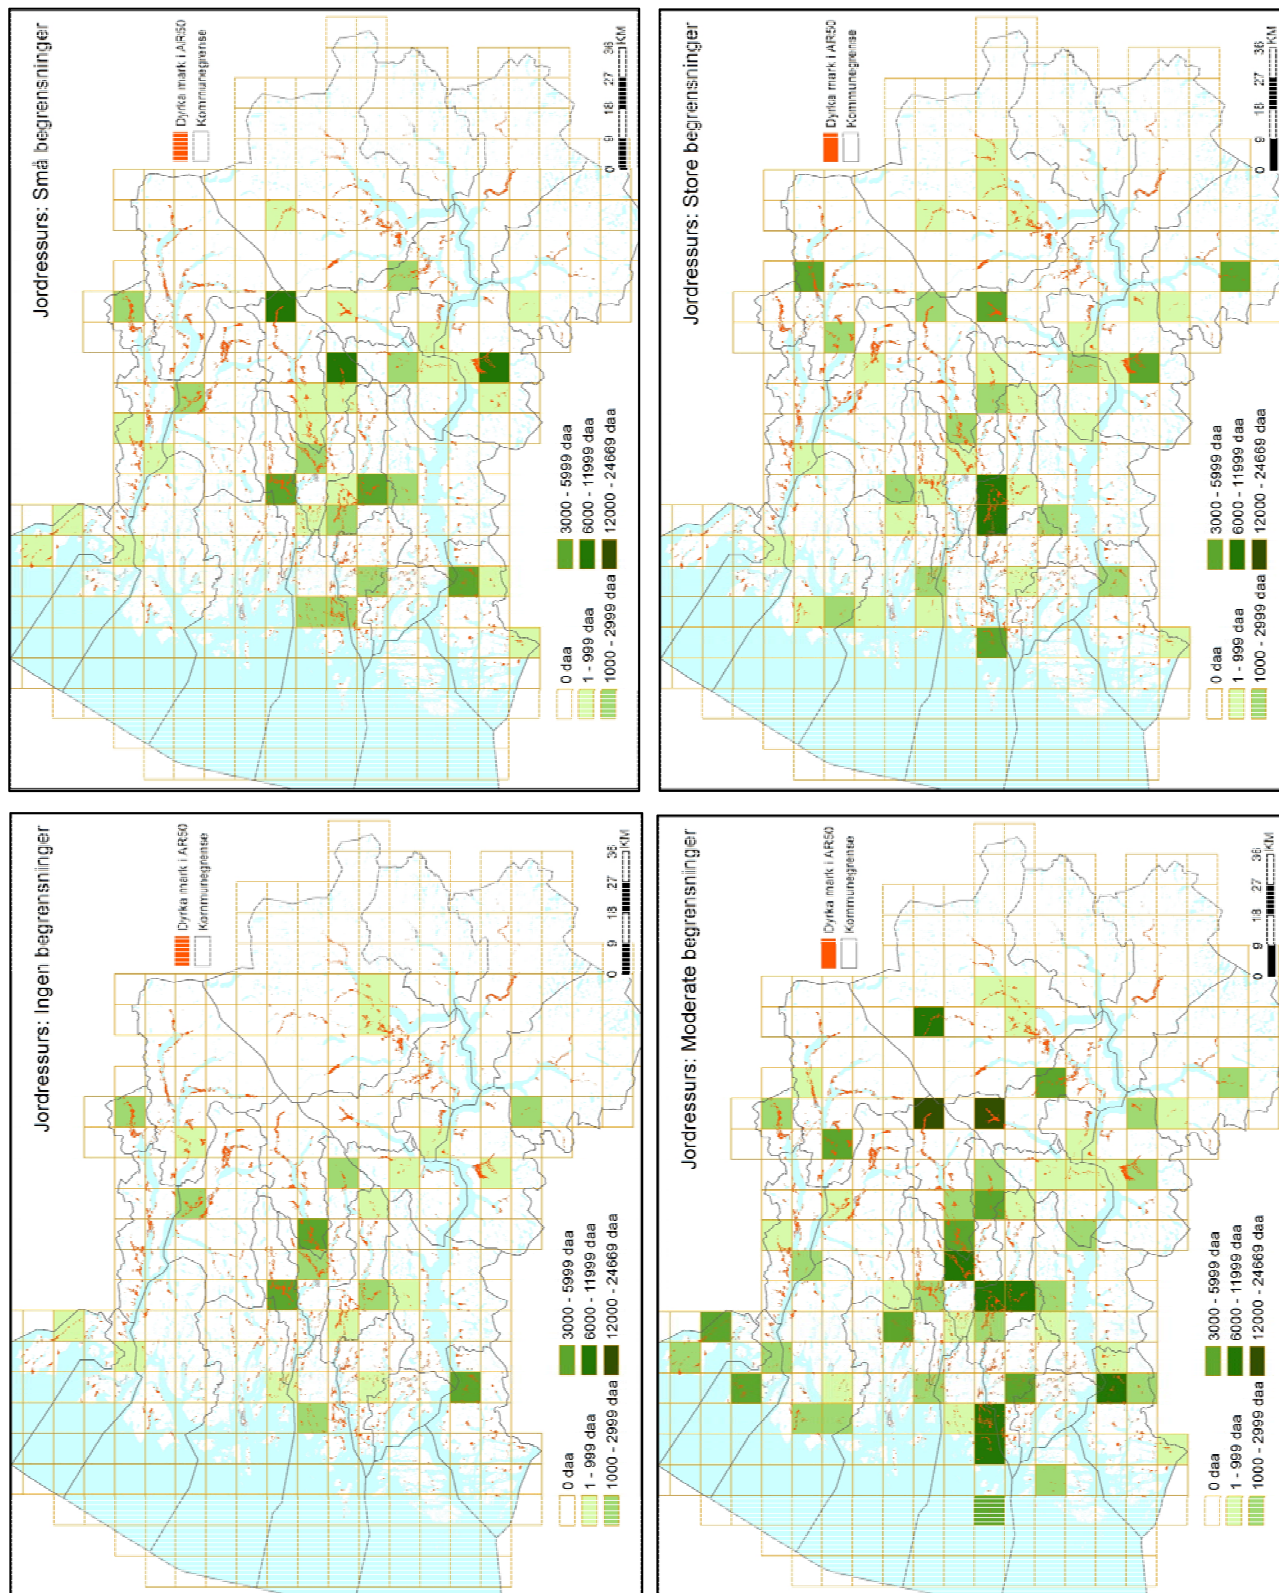 Jordressurs: Ingen begrensninger
Dyrka mark i AR50
Kommunegrense
0 9 18 27 36
KM
0 daa
1 - 999 daa
1000 - 2999 daa
3000 - 5999 daa
6000 - 11999 daa
12000 - 24669 daa
Jordressurs: Små begrensninger
Dyrka mark i AR50
Kommunegrense
0 9 18 27 36
KM
0 daa
1 - 999 daa
1000 - 2999 daa
3000 - 5999 daa
6000 - 11999 daa
12000 - 24669 daa
Jordressurs: Moderate begrensninger
Dyrka mark i AR50
Kommunegrense
0 9 18 27 36
KM
0 daa
1 - 999 daa
1000 - 2999 daa
3000 - 5999 daa
6000 - 11999 daa
12000 - 24669 daa
Jordressurs: Store begrensninger
Dyrka mark i AR50
Kommunegrense
0 9 18 27 36
KM
0 daa
1 - 999 daa
1000 - 2999 daa
3000 - 5999 daa
6000 - 11999 daa
12000 - 24669 daa